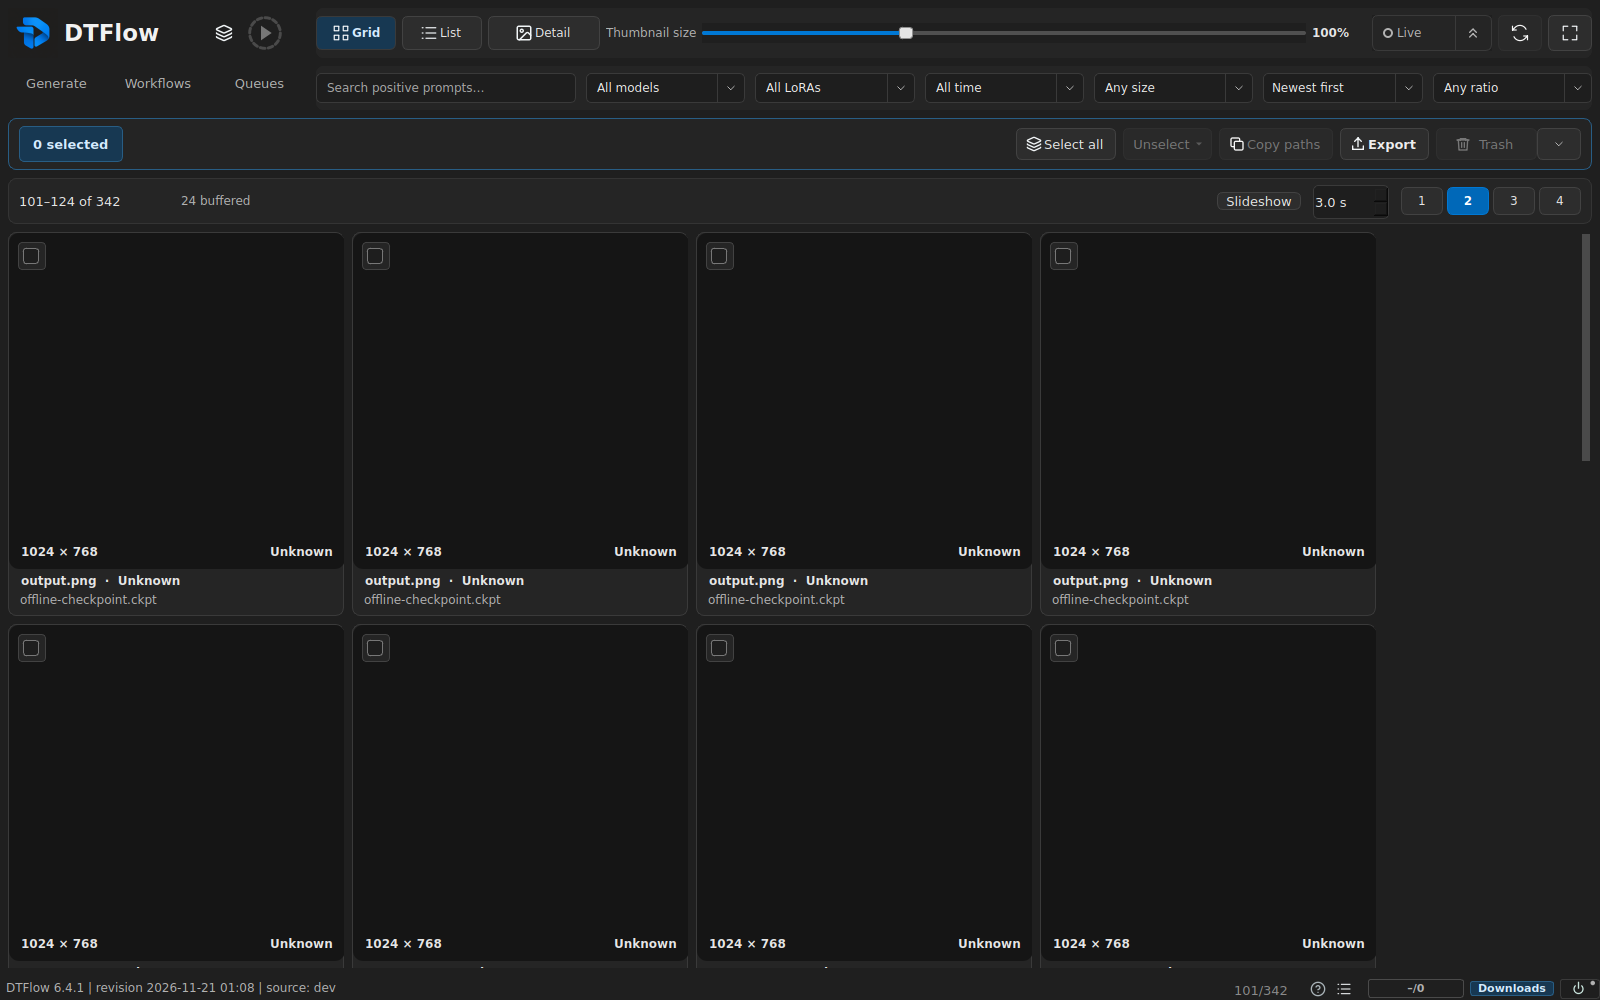 DTFlow
Grid
List
Detail
Thumbnail size
100%
Live
Generate
Workflows
Queues
Search positive prompts...
All models
All LoRAs
All time
Any size
Newest first
Any ratio
0 selected
Select all
Unselect
Copy paths
Export
Trash
101–124 of 342
24 buffered
Slideshow
3.0 s
1
2
3
4
1024 × 768
Unknown
1024 × 768
Unknown
1024 × 768
Unknown
1024 × 768
Unknown
output.png · Unknown
offline-checkpoint.ckpt
output.png · Unknown
offline-checkpoint.ckpt
output.png · Unknown
offline-checkpoint.ckpt
output.png · Unknown
offline-checkpoint.ckpt
1024 × 768
Unknown
1024 × 768
Unknown
1024 × 768
Unknown
1024 × 768
Unknown
DTFlow 6.4.1 | revision 2026-11-21 01:08 | source: dev
101/342
–/0
Downloads